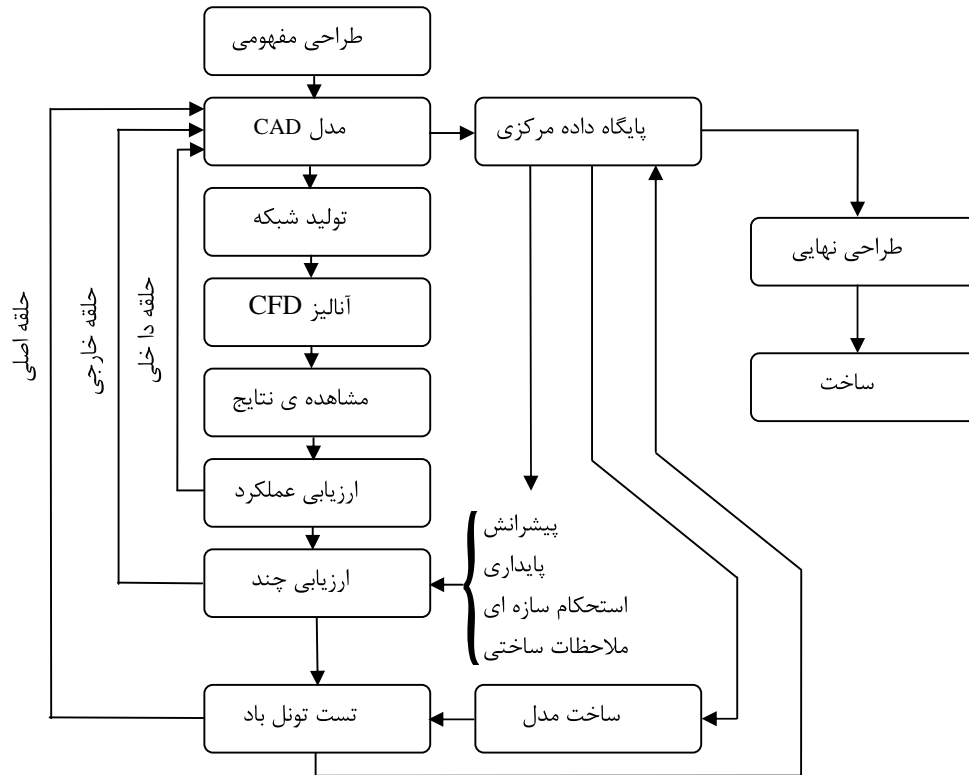 طراحی مفهومی
مدل CAD
پایگاه داده مرکزی
تولید شبکه
طراحی نهایی
آنالیز CFD
حلقه اصلی
حلقه خارجی
حلقه دا خلی
مشاهده ی نتایج
ساخت
ارزیابی عملکرد
پیشرانش
پایداری
استحکام سازه ای
ملاحظات ساختی
ارزیابی چند
تست تونل باد
ساخت مدل